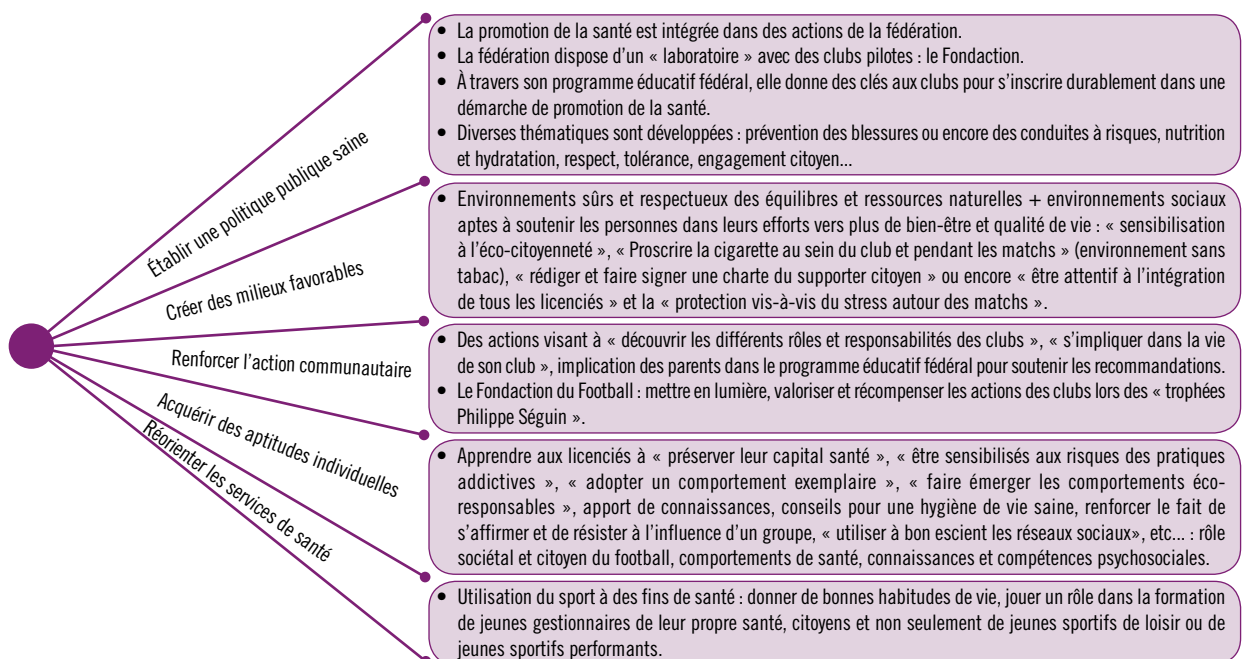 • La promotion de la santé est intégrée dans des actions de la fédération.
• La fédération dispose d'un « laboratoire » avec des clubs pilotes : le Fondaction.
• À travers son programme éducatif fédéral, elle donne des clés aux clubs pour s'inscrire durablement dans une
démarche de promotion de la santé.
• Diverses thématiques sont développées : prévention des blessures ou encore des conduites à risques, nutrition
et hydratation, respect, tolérance, engagement citoyen...
Établir une politique publique saine
• Environnements sûrs et respectueux des équilibres et ressources naturelles + environnements sociaux
aptes à soutenir les personnes dans leurs efforts vers plus de bien-être et qualité de vie : « sensibilisation
à l'éco-citoyenneté », « Proscrire la cigarette au sein du club et pendant les matchs » (environnement sans
tabac), « rédiger et faire signer une charte du supporter citoyen » ou encore « être attentif à l'intégration
de tous les licenciés » et la « protection vis-à-vis du stress autour des matchs ».
Créer des milieux favorables
• Des actions visant à « découvrir les différents rôles et responsabilités des clubs », « s'impliquer dans la vie
de son club », implication des parents dans le programme éducatif fédéral pour soutenir les recommandations.
• Le Fondaction du Football : mettre en lumière, valoriser et récompenser les actions des clubs lors des « trophées
Philippe Séguin ».
Renforcer l'action communautaire
• Apprendre aux licenciés à « préserver leur capital santé », « être sensibilisés aux risques des pratiques
addictives », « adopter un comportement exemplaire », « faire émerger les comportements éco-
responsables », apport de connaissances, conseils pour une hygiène de vie saine, renforcer le fait de
s'affirmer et de résister à l'influence d'un groupe, « utiliser à bon escient les réseaux sociaux», etc... : rôle
sociétal et citoyen du football, comportements de santé, connaissances et compétences psychosociales.
Acquérir des aptitudes individuelles
• Utilisation du sport à des fins de santé : donner de bonnes habitudes de vie, jouer un rôle dans la formation
de jeunes gestionnaires de leur propre santé, citoyens et non seulement de jeunes sportifs de loisir ou de
jeunes sportifs performants.
Réorienter les services de santé